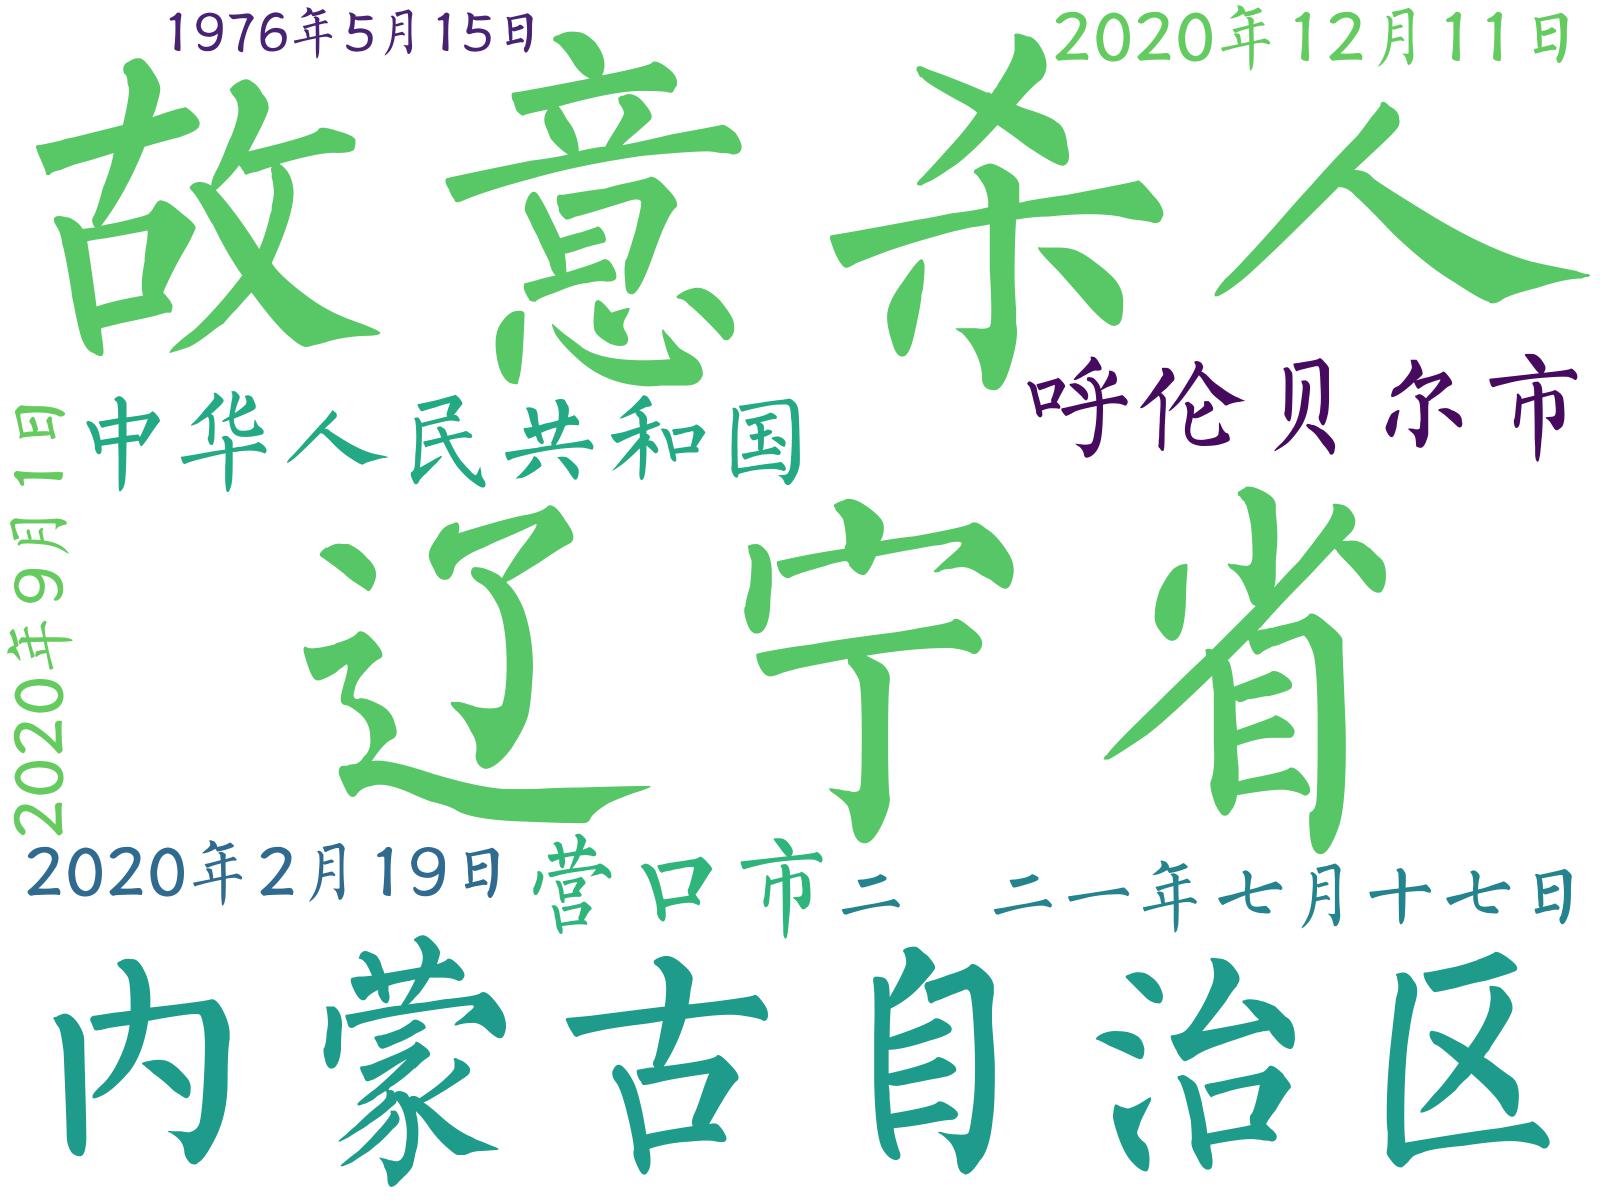 1976年5月15日
2020年12月11日
故意杀人
呼伦贝尔市
中华人民共和国
2020年9月1日
辽宁省
2020年2月19日
营口市
二 二一年七月十七日
内蒙古自治区